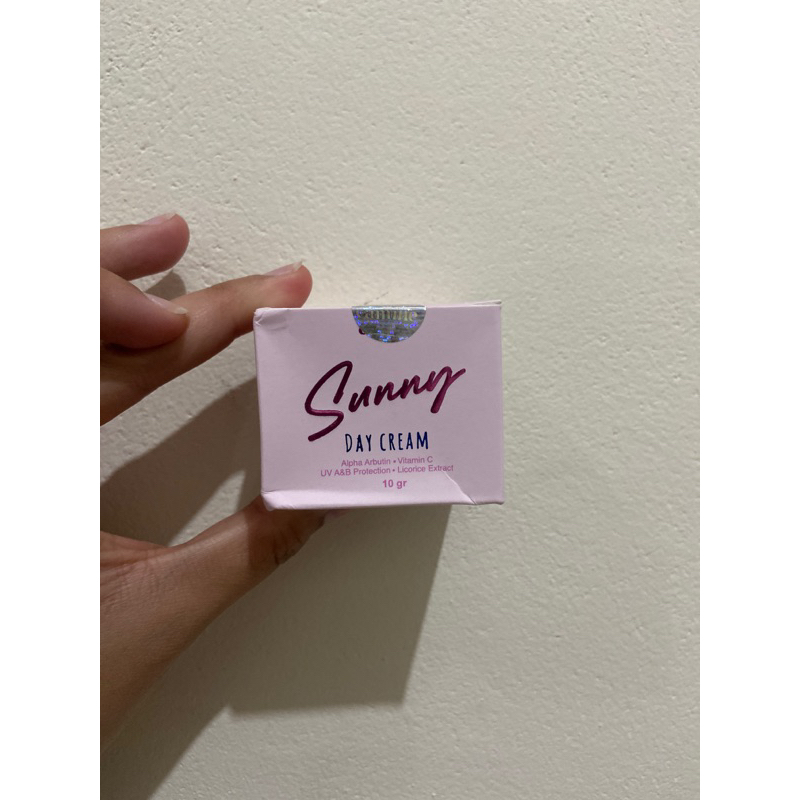 Sunny
DAY CREAM
Alpha Arbutin • Vitamin C
UV A&B Protection • Licorice Extract
10 gr